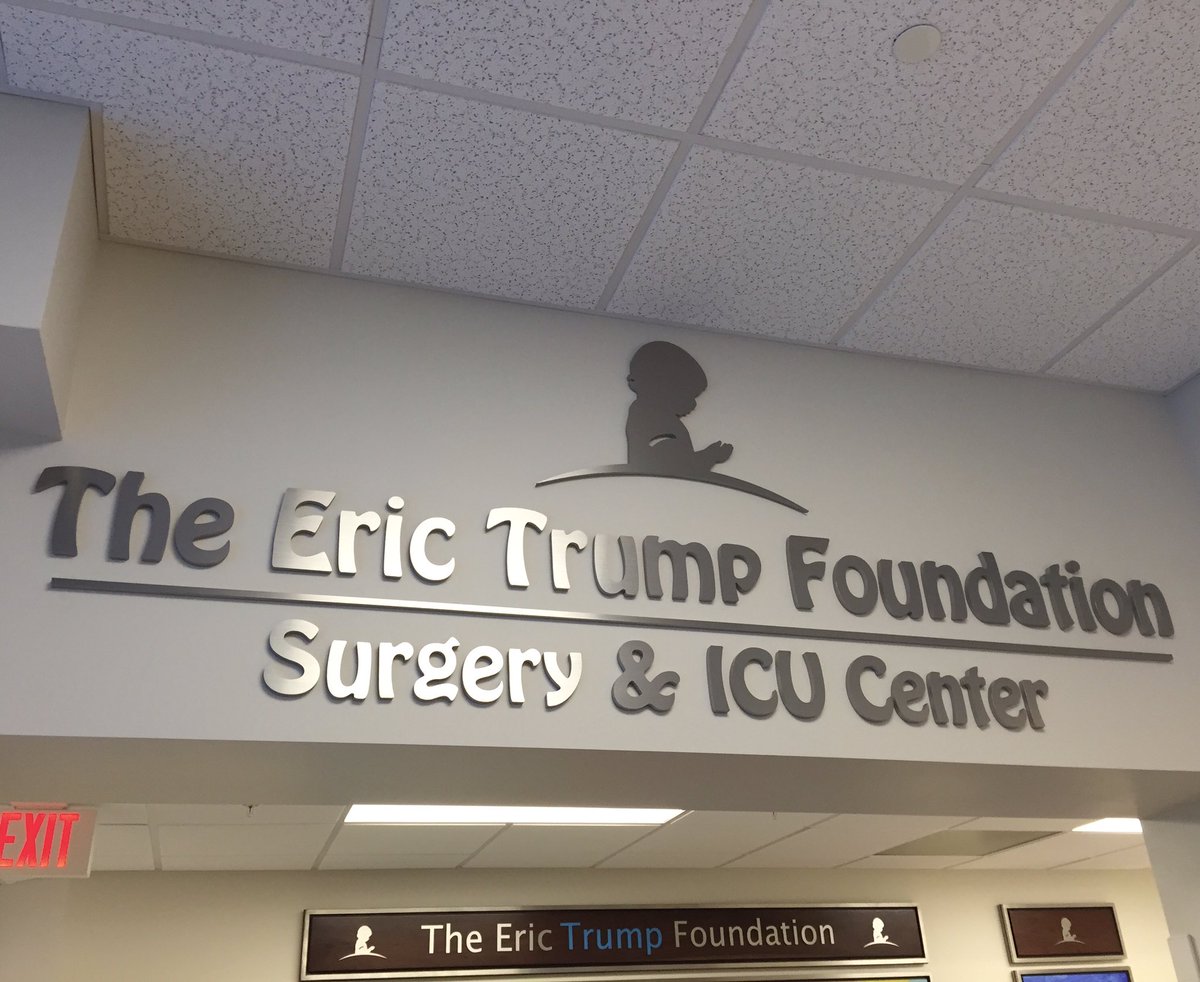 The Eric Trump Foundation
Surgery & ICU Center
EXIT
The Eric Trump Foundation